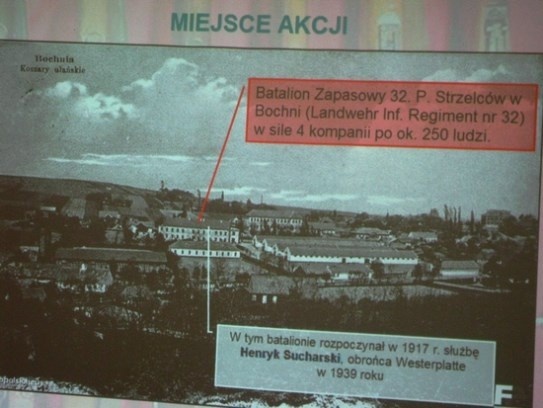 MIEJSCE AKCJI
Bochnia
Koszary ułańskie
Batalion Zapasowy 32. P. Strzelców w
Bochni (Landwehr Inf. Regiment nr 32)
w sile 4 kompanii po ok. 250 ludzi.
W tym batalionie rozpoczynał w 1917 r. służbę
Henryk Sucharski, obrońca Westerplatte
w 1939 roku
F